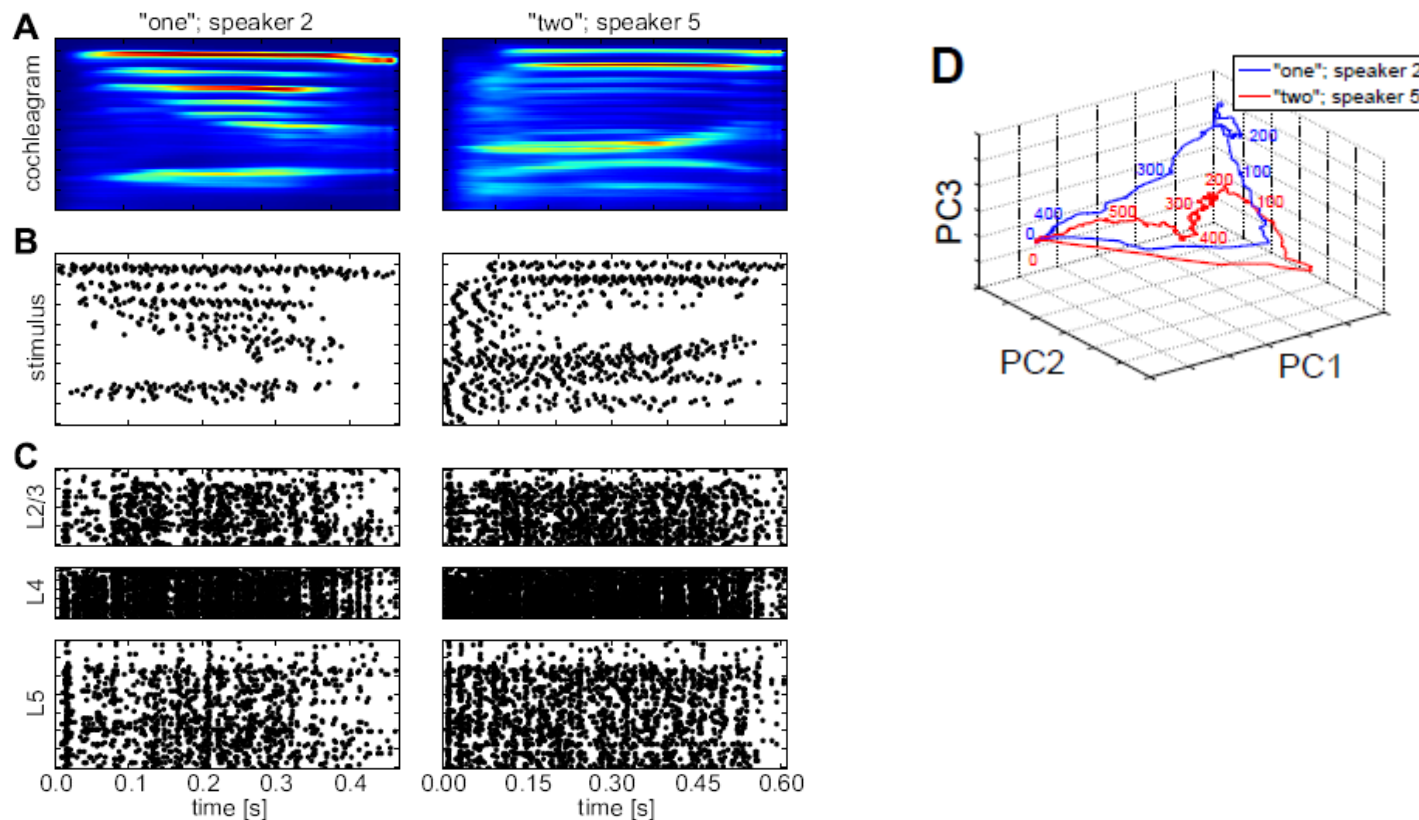 A
"one"; speaker 2
"two"; speaker 5
cochleagram
B
stimulus
C
L2/3
L4
L5
0.0 0.1 0.2 0.3 0.4
time [s]
0.00 0.15 0.30 0.45 0.60
time [s]
D
"one"; speaker 2
"two"; speaker 5
PC3
PC2
PC1
200
100
300
400
0
200
100
300
500
400
0